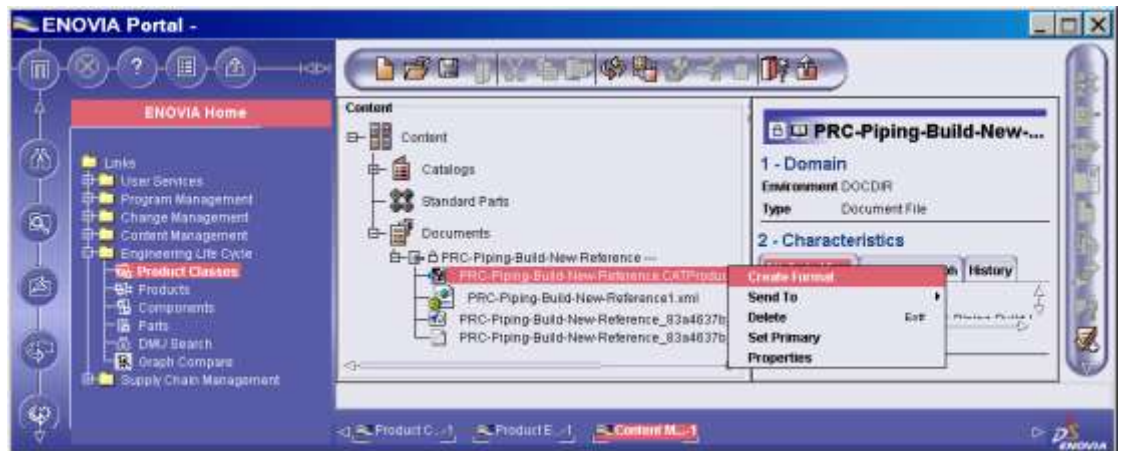 ENOVIA Portal -
ENOVIA Home
Links
User Services
Program Management
Change Management
Content Management
Engineering Life Cycle
Product Classes
Products
Components
Parts
DMU Search
Graph Compare
Supply Chain Management
Content
Content
Catalogs
Standard Parts
Documents
PRC-Piping-Build-New Reference ---
PRC-Piping-Build-New-Reference.CATProduc
PRC-Piping-Build-New-Reference1.xml
PRC-Piping-Build-New-Reference_83a4637b
PRC-Piping-Build-New-Reference_83a4637b
Create Format
Send To
Delete
Set Primary
Properties
PRC-Piping-Build-New-...
1 - Domain
Environment DOCDIR
Type Document File
2 - Characteristics
History
Product C...-1
Product E...-1
Content M...-1
ENOVIA